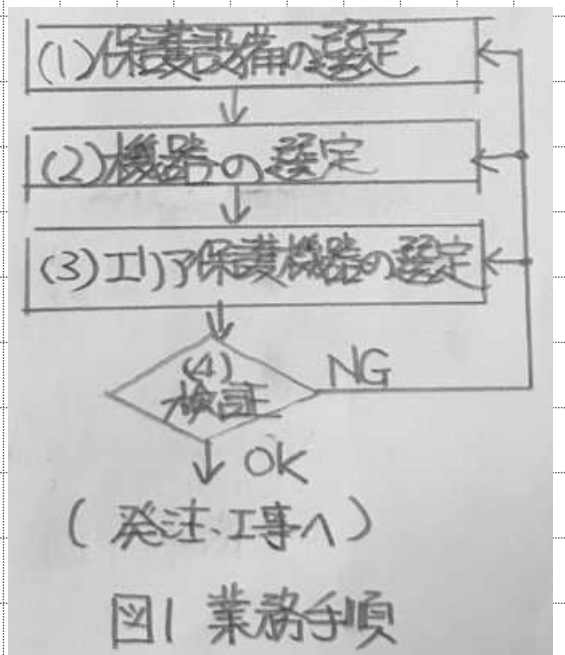 (1)保護設備の選定
(2)機器の選定
(3)エリア保護機器の選定
(4)
検証
NG
OK
(発注、工事へ)
図1 業務手順